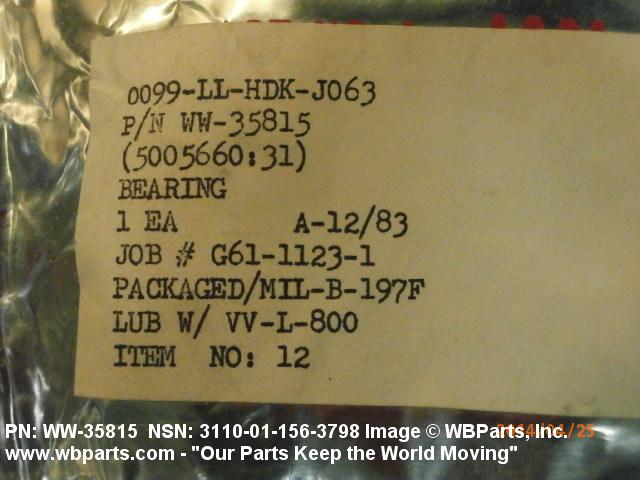 0099-LL-HDK-J063
P/N WW-35815
(5005660:31)
BEARING
1 EA A-12/83
JOB # G61-1123-1
PACKAGED/MIL-B-197F
LUB W/ VV-L-800
ITEM NO: 12
PN: WW-35815 NSN: 3110-01-156-3798 Image © WBParts, Inc.
www.wbparts.com - "Our Parts Keep the World Moving"